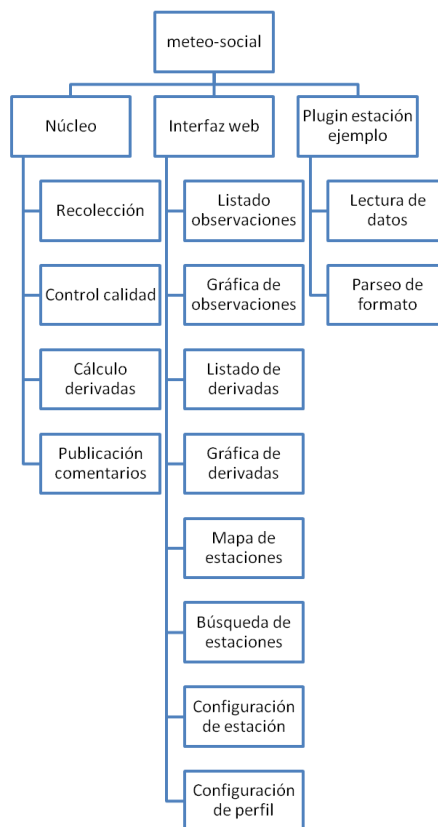 meteo-social
Núcleo
Interfaz web
Plugin estación
ejemplo
Recolección
Control calidad
Cálculo
derivadas
Publicación
comentarios
Listado
observaciones
Gráfica de
observaciones
Listado de
derivadas
Gráfica de
derivadas
Mapa de
estaciones
Búsqueda de
estaciones
Configuración
de estación
Configuración
de perfil
Lectura de
datos
Parseo de
formato